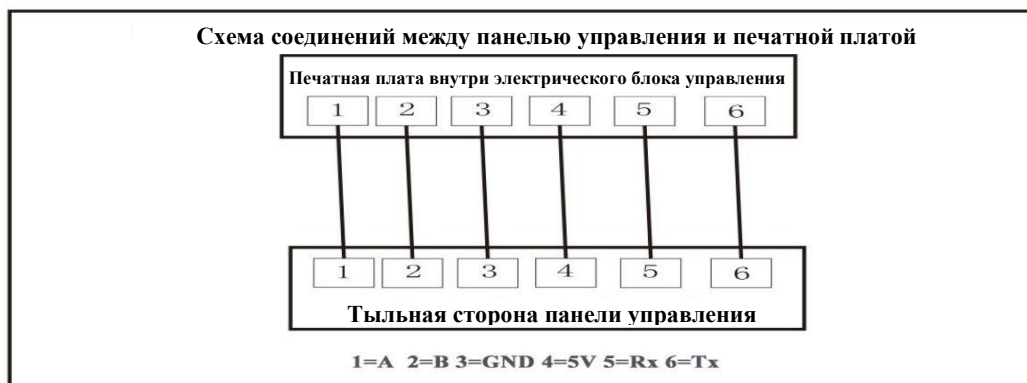 Схема соединений между панелью управления и печатной платой
Печатная плата внутри электрического блока управления
1 2 3 4 5 6
1 2 3 4 5 6
Тыльная сторона панели управления
1=A 2=B 3=GND 4=5V 5=Rx 6=Tx